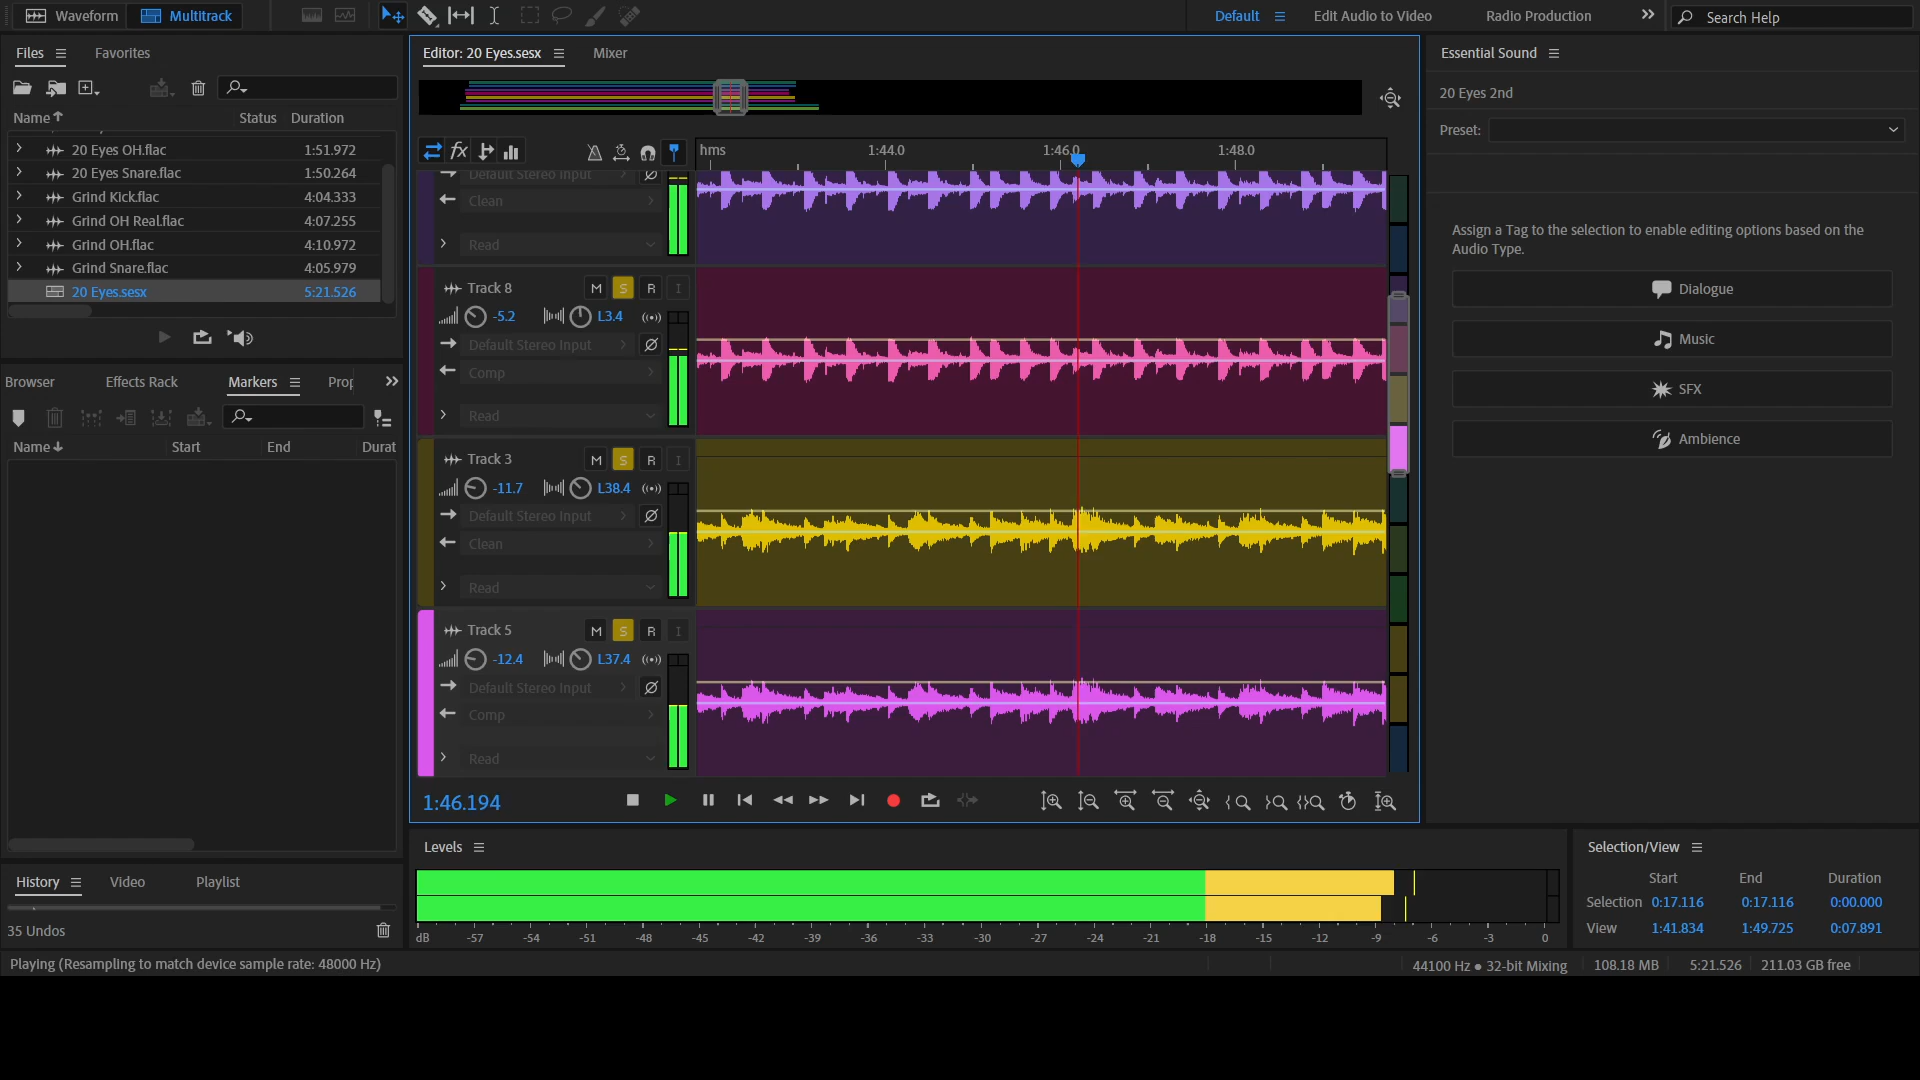 Waveform Multitrack Default Edit Audio to Video Radio Production Search Help
Files Favorites
Name Status Duration
20 Eyes OH.flac 1:51.972
20 Eyes Snare.flac 1:50.264
Grind Kick.flac 4:04.333
Grind OH Real.flac 4:07.255
Grind OH.flac 4:10.972
Grind Snare.flac 4:05.979
20 Eyes.sesx 5:21.526
Browser Effects Rack Markers
Name Start End Durat
History Video Playlist
35 Undos
Editor: 20 Eyes.sesx Mixer
fx hms 1:44.0 1:46.0 1:48.0
Default Stereo Input
Clean
Read
Track 8 M S R I
-5.2 L3.4
Default Stereo Input
Comp
Read
Track 3 M S R I
-11.7 L38.4
Default Stereo Input
Clean
Read
Track 5 M S R I
-12.4 L37.4
Default Stereo Input
Comp
Read
1:46.194
Levels
dB -57 -54 -51 -48 -45 -42 -39 -36 -33 -30 -27 -24 -21 -18 -15 -12 -9 -6 -3 0
Essential Sound
20 Eyes 2nd
Preset:
Assign a Tag to the selection to enable editing options based on the
Audio Type.
Dialogue
Music
SFX
Ambience
Selection/View
Start End Duration
Selection 0:17.116 0:17.116 0:00.000
View 1:41.834 1:49.725 0:07.891
Playing (Resampling to match device sample rate: 48000 Hz) 44100 Hz ● 32-bit Mixing 108.18 MB 5:21.526 211.03 GB free